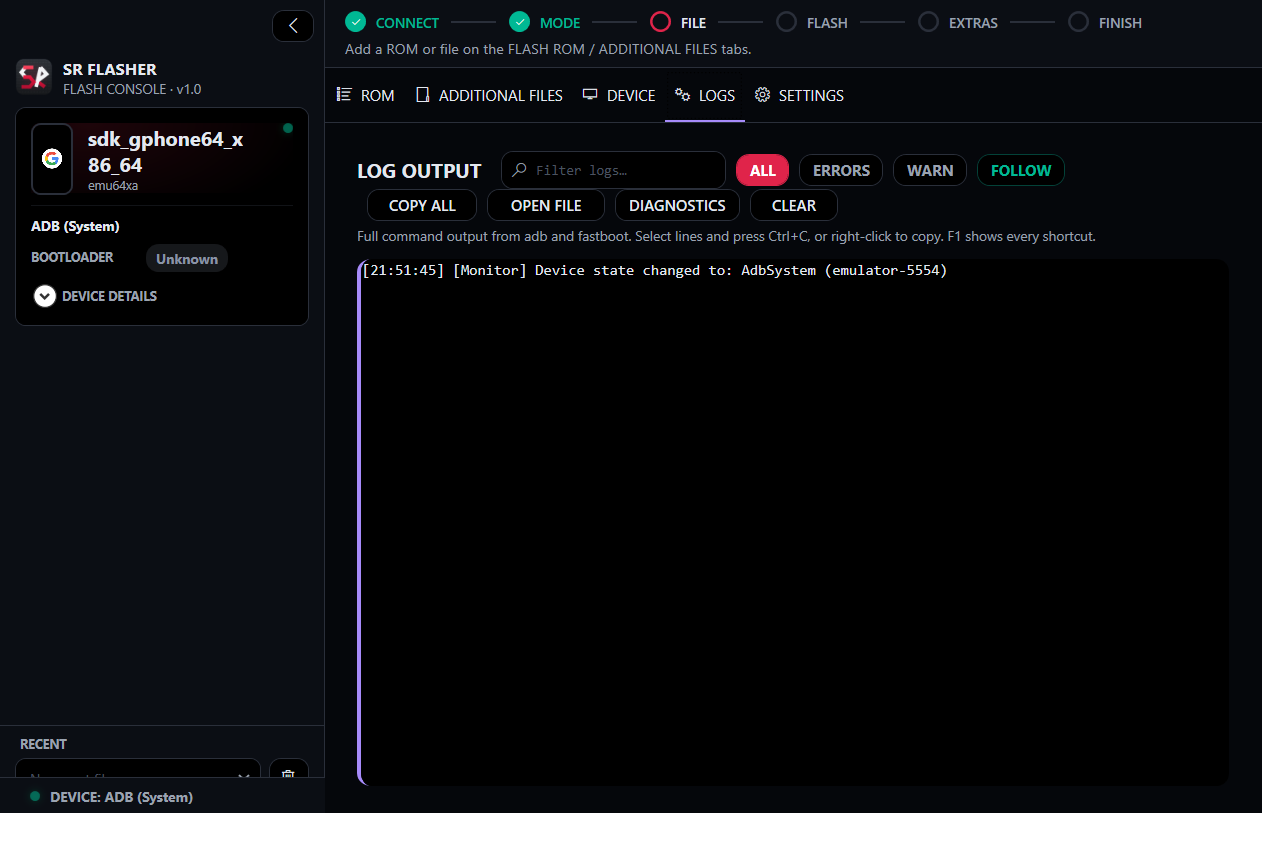 CONNECT MODE FILE FLASH EXTRAS FINISH
Add a ROM or file on the FLASH ROM / ADDITIONAL FILES tabs.
SR FLASHER
FLASH CONSOLE · v1.0
ROM ADDITIONAL FILES DEVICE LOGS SETTINGS
sdk_gphone64_x
86_64
emu64xa
ADB (System)
BOOTLOADER Unknown
DEVICE DETAILS
LOG OUTPUT Filter logs… ALL ERRORS WARN FOLLOW
COPY ALL OPEN FILE DIAGNOSTICS CLEAR
Full command output from adb and fastboot. Select lines and press Ctrl+C, or right-click to copy. F1 shows every shortcut.
[21:51:45] [Monitor] Device state changed to: AdbSystem (emulator-5554)
RECENT
DEVICE: ADB (System)